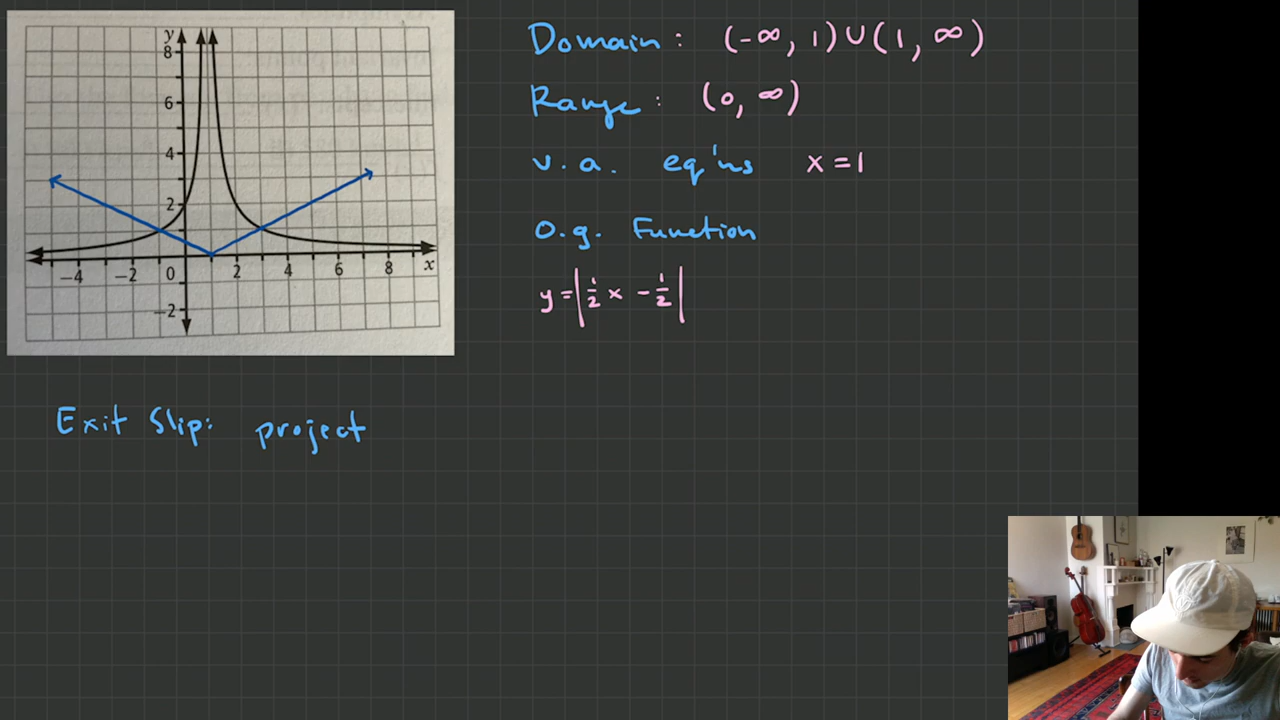 y
8
6
4
2
-4 -2 0 2 4 6 8 x
-2
Domain: (-∞, 1) ∪ (1, ∞)
Range: (0, ∞)
v.a. eq'ns x = 1
o.g. Function
y = |1/2 x - 1/2|
Exit Slip: project